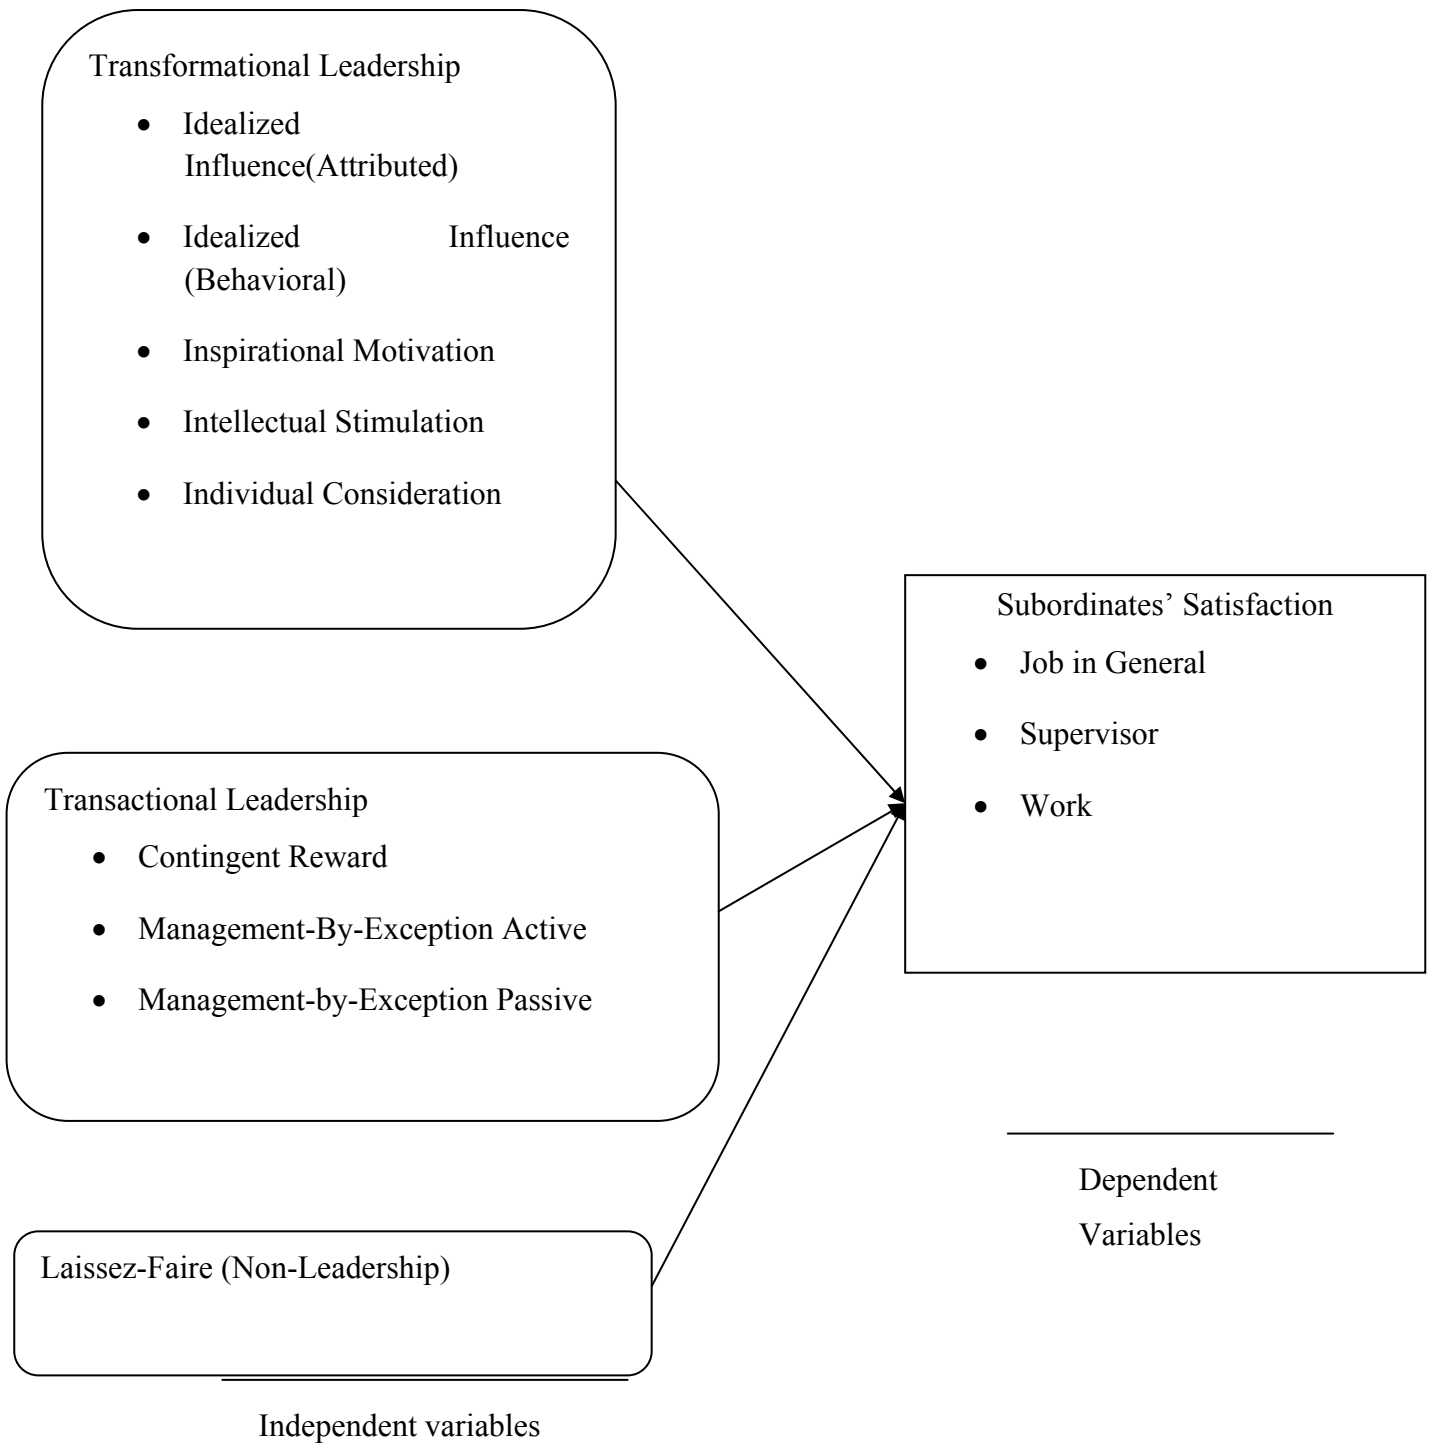 Transformational Leadership
• Idealized
Influence(Attributed)
• Idealized Influence
(Behavioral)
• Inspirational Motivation
• Intellectual Stimulation
• Individual Consideration
Subordinates’ Satisfaction
• Job in General
• Supervisor
• Work
Transactional Leadership
• Contingent Reward
• Management-By-Exception Active
• Management-by-Exception Passive
Dependent
Variables
Laissez-Faire (Non-Leadership)
Independent variables